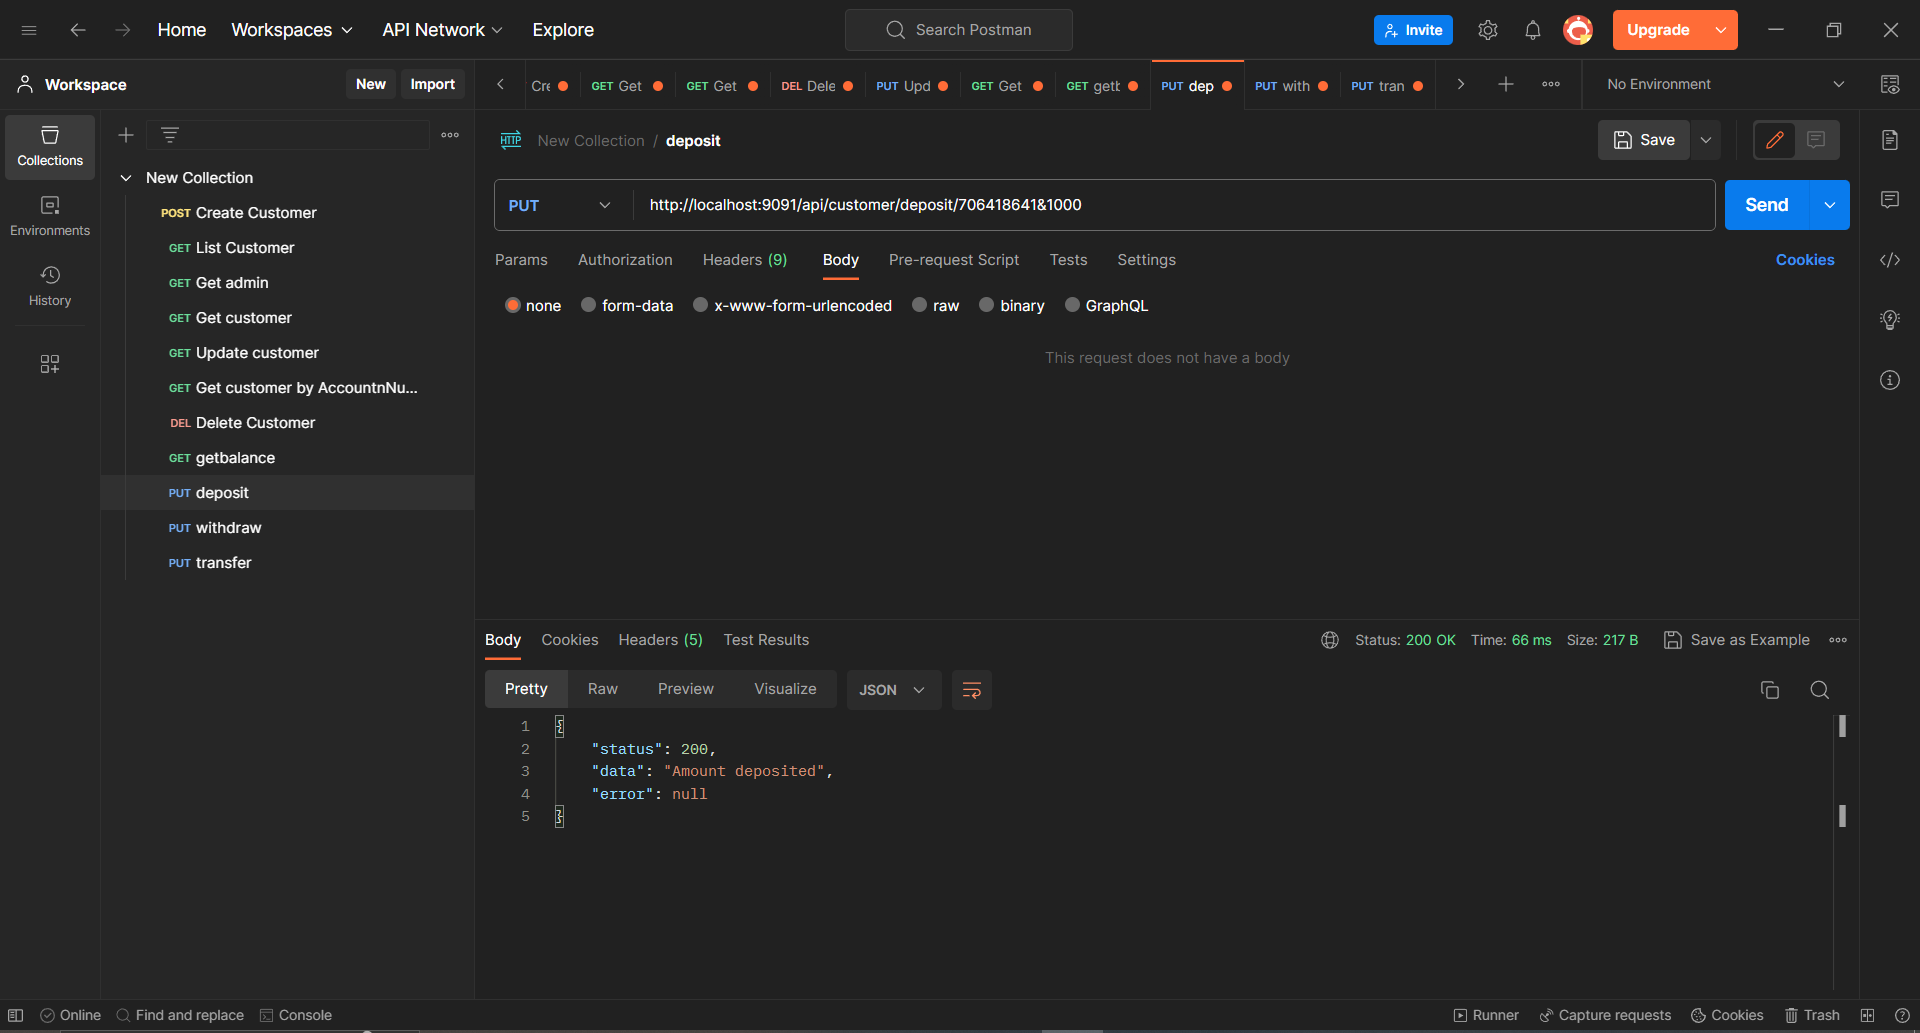 Home Workspaces API Network Explore Search Postman Invite Upgrade
Workspace New Import Cre GET Get GET Get DEL Dele PUT Upd GET Get GET getb PUT dep PUT with PUT tran No Environment
Collections
Environments
History
New Collection
POST Create Customer
GET List Customer
GET Get admin
GET Get customer
GET Update customer
GET Get customer by AccountnNu...
DEL Delete Customer
GET getbalance
PUT deposit
PUT withdraw
PUT transfer
HTTP New Collection / deposit Save
PUT http://localhost:9091/api/customer/deposit/706418641&1000 Send
Params Authorization Headers (9) Body Pre-request Script Tests Settings Cookies
none form-data x-www-form-urlencoded raw binary GraphQL
This request does not have a body
Body Cookies Headers (5) Test Results Status: 200 OK Time: 66 ms Size: 217 B Save as Example
Pretty Raw Preview Visualize JSON
1 {
2 "status": 200,
3 "data": "Amount deposited",
4 "error": null
5 }
Online Find and replace Console Runner Capture requests Cookies Trash